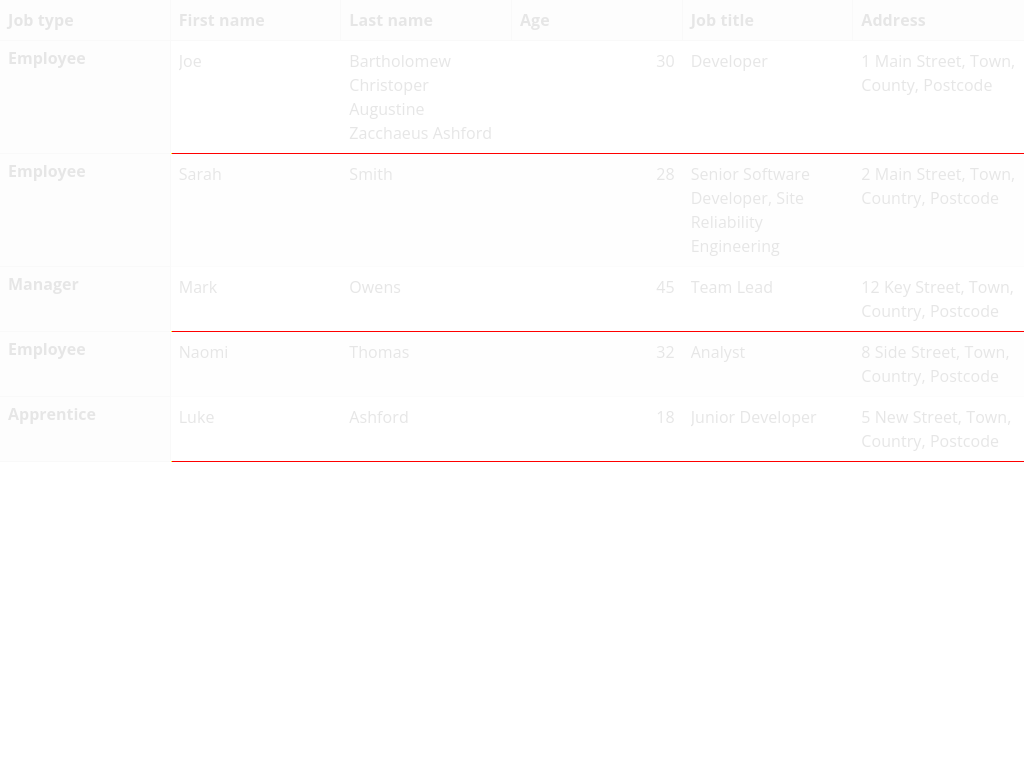 Job type First name Last name Age Job title Address
Employee Joe Bartholomew 30 Developer 1 Main Street, Town,
Christoper County, Postcode
Augustine
Zacchaeus Ashford
Employee Sarah Smith 28 Senior Software 2 Main Street, Town,
Developer, Site Country, Postcode
Reliability
Engineering
Manager Mark Owens 45 Team Lead 12 Key Street, Town,
Country, Postcode
Employee Naomi Thomas 32 Analyst 8 Side Street, Town,
Country, Postcode
Apprentice Luke Ashford 18 Junior Developer 5 New Street, Town,
Country, Postcode